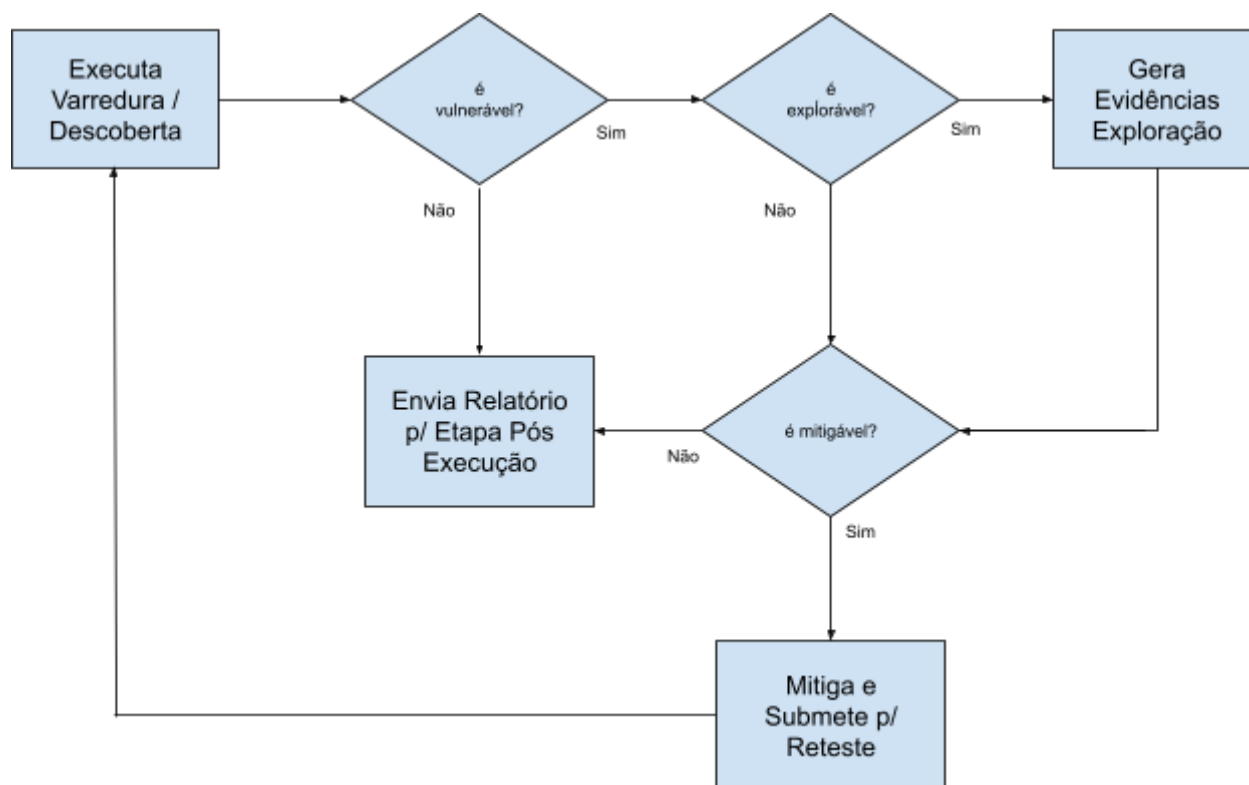 Executa
Varredura /
Descoberta
é
vulnerável?
Sim
é
explorável?
Sim
Gera
Evidências
Exploração
Não
Não
Envia Relatório
p/ Etapa Pós
Execução
Não
é mitigável?
Sim
Mitiga e
Submete p/
Reteste